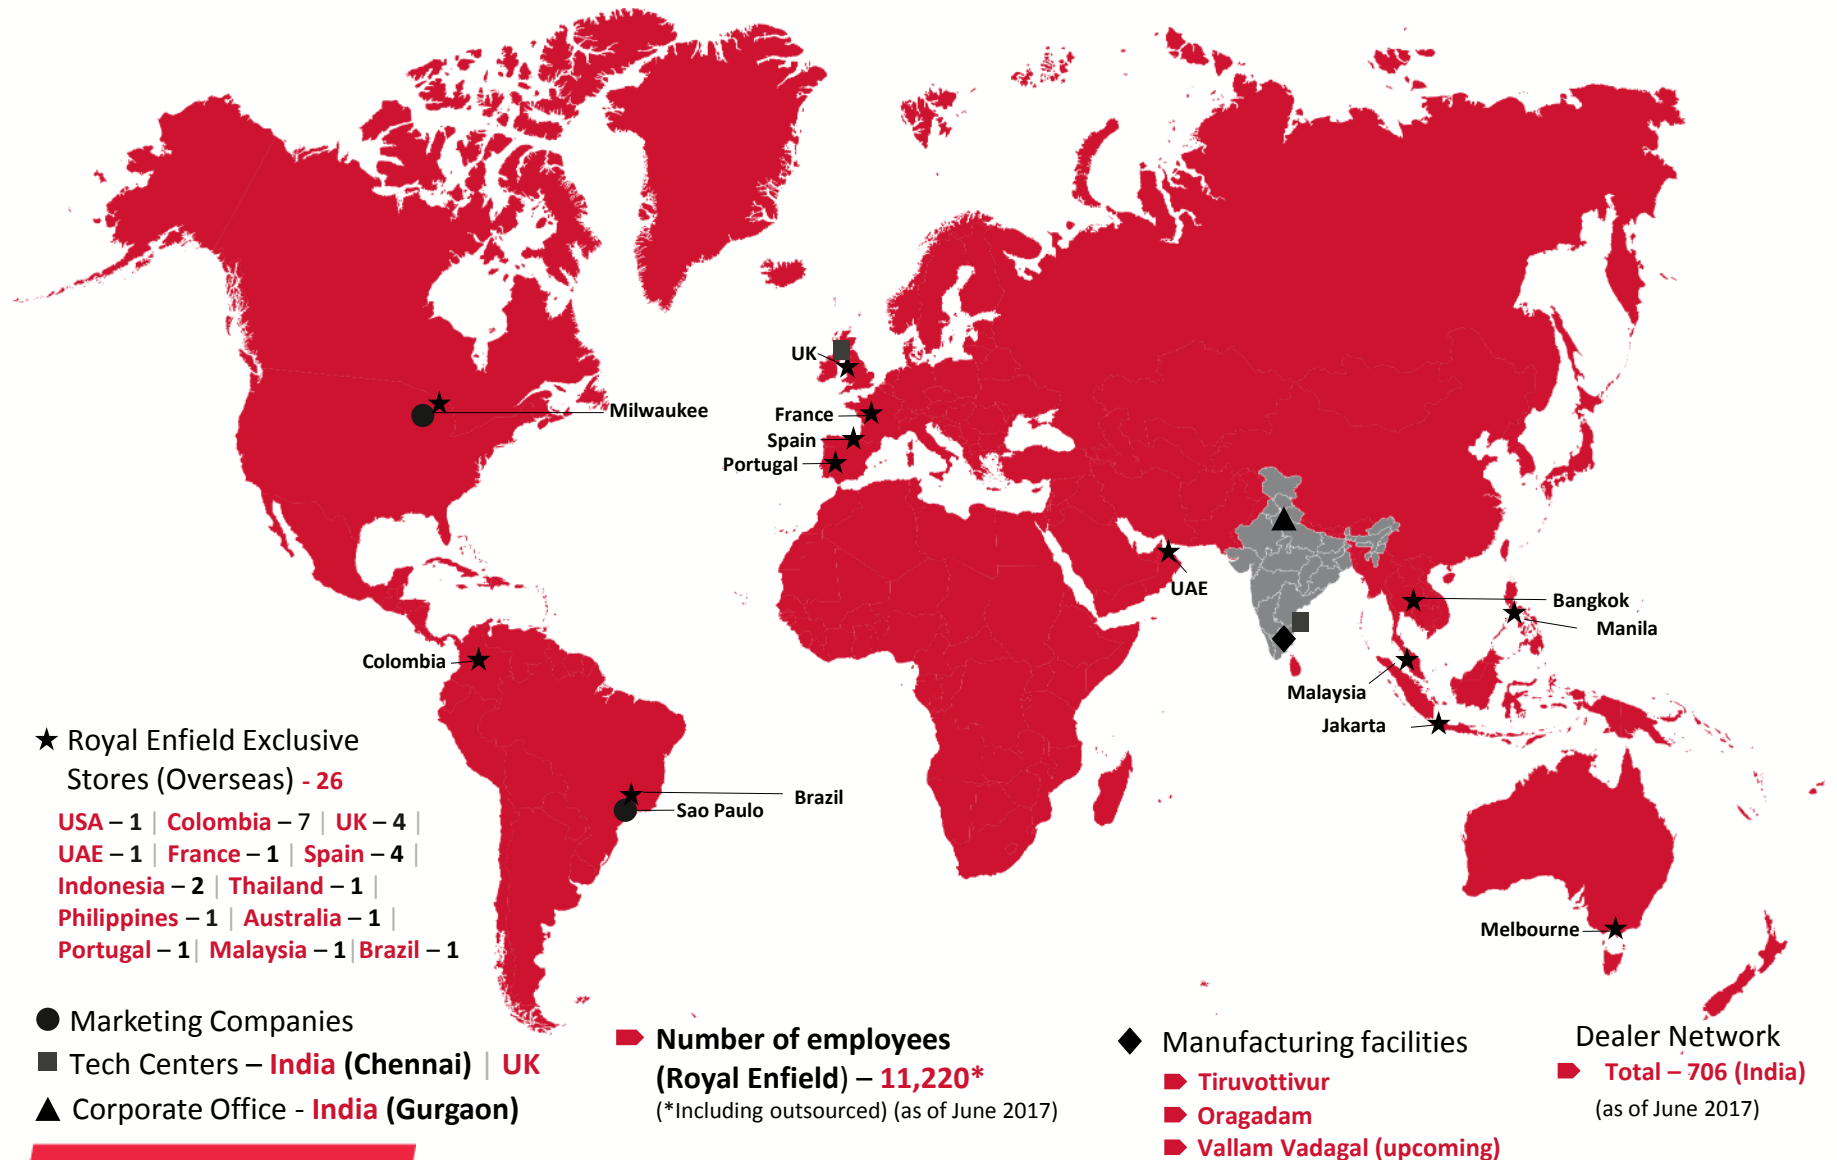 UK
France
Spain
Portugal
Milwaukee
UAE
Bangkok
Manila
Colombia
Malaysia
Jakarta
Brazil
Sao Paulo
Melbourne
Royal Enfield Exclusive
Stores (Overseas) - 26
USA – 1 | Colombia – 7 | UK – 4 |
UAE – 1 | France – 1 | Spain – 4 |
Indonesia – 2 | Thailand – 1 |
Philippines – 1 | Australia – 1 |
Portugal – 1| Malaysia – 1|Brazil – 1
Marketing Companies
Tech Centers – India (Chennai) | UK
Corporate Office - India (Gurgaon)
Number of employees
(Royal Enfield) – 11,220*
(*Including outsourced) (as of June 2017)
Manufacturing facilities
Tiruvottivur
Oragadam
Vallam Vadagal (upcoming)
Dealer Network
Total – 706 (India)
(as of June 2017)